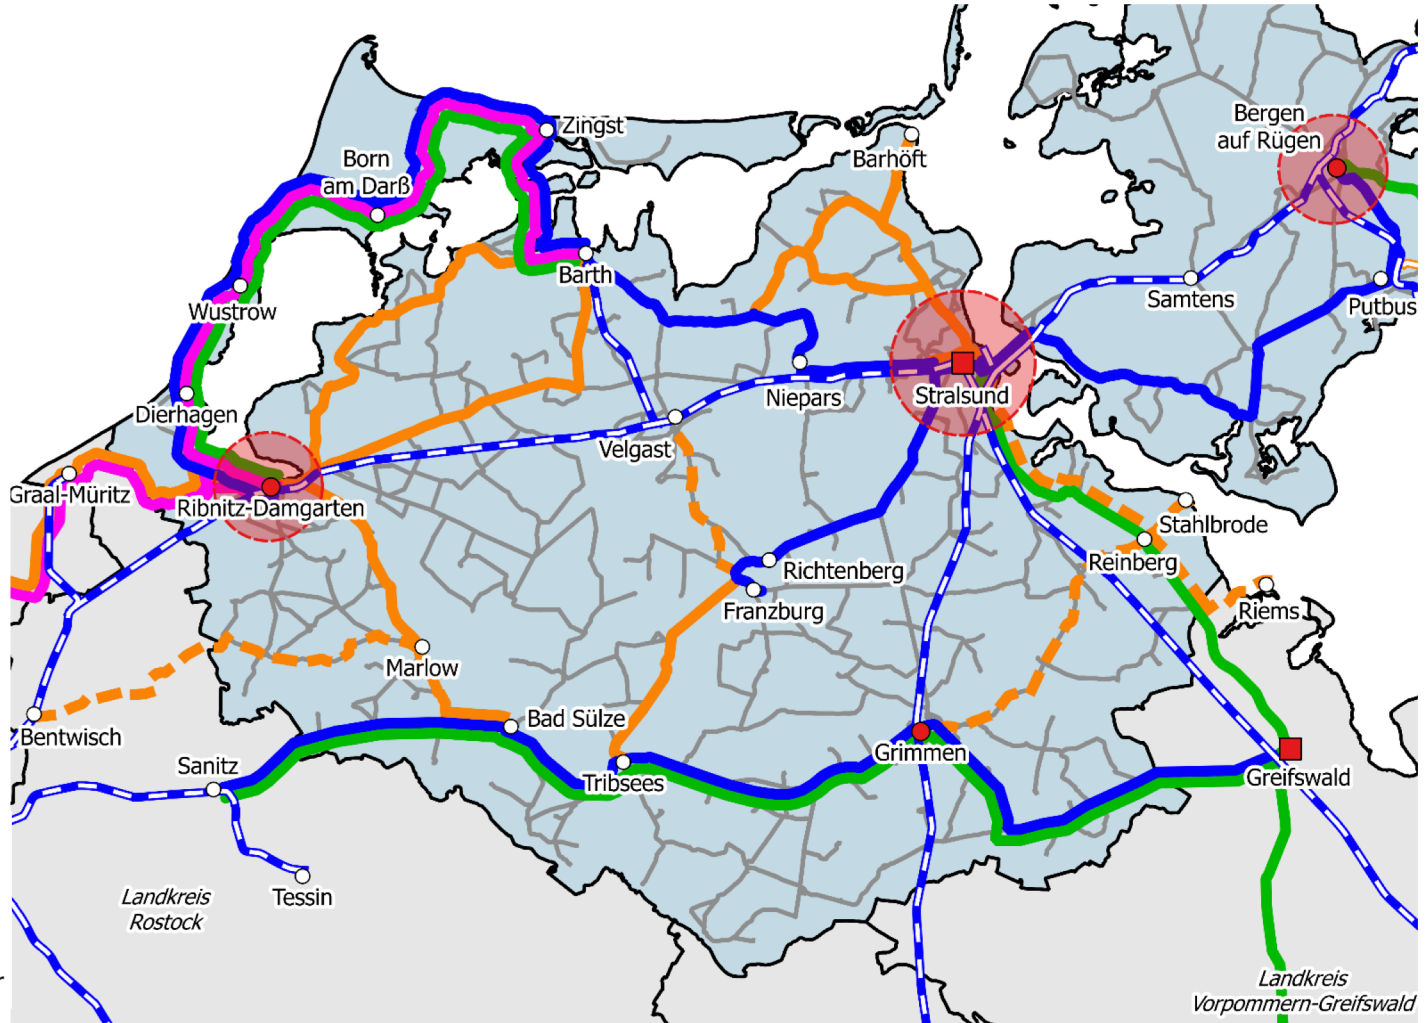 Bergen
auf Rügen
Zingst
Barhöft
Born
am Darß
Barth
Samtens
Putbus
Wustrow
Niepars
Stralsund
Dierhagen
Velgast
Graal-Müritz
Ribnitz-Damgarten
Stahlbrode
Reinberg
Richtenberg
Franzburg
Riems
Marlow
Bad Sülze
Bentwisch
Grimmen
Sanitz
Tribsees
Greifswald
Tessin
Landkreis
Rostock
Landkreis
Vorpommern-Greifswald